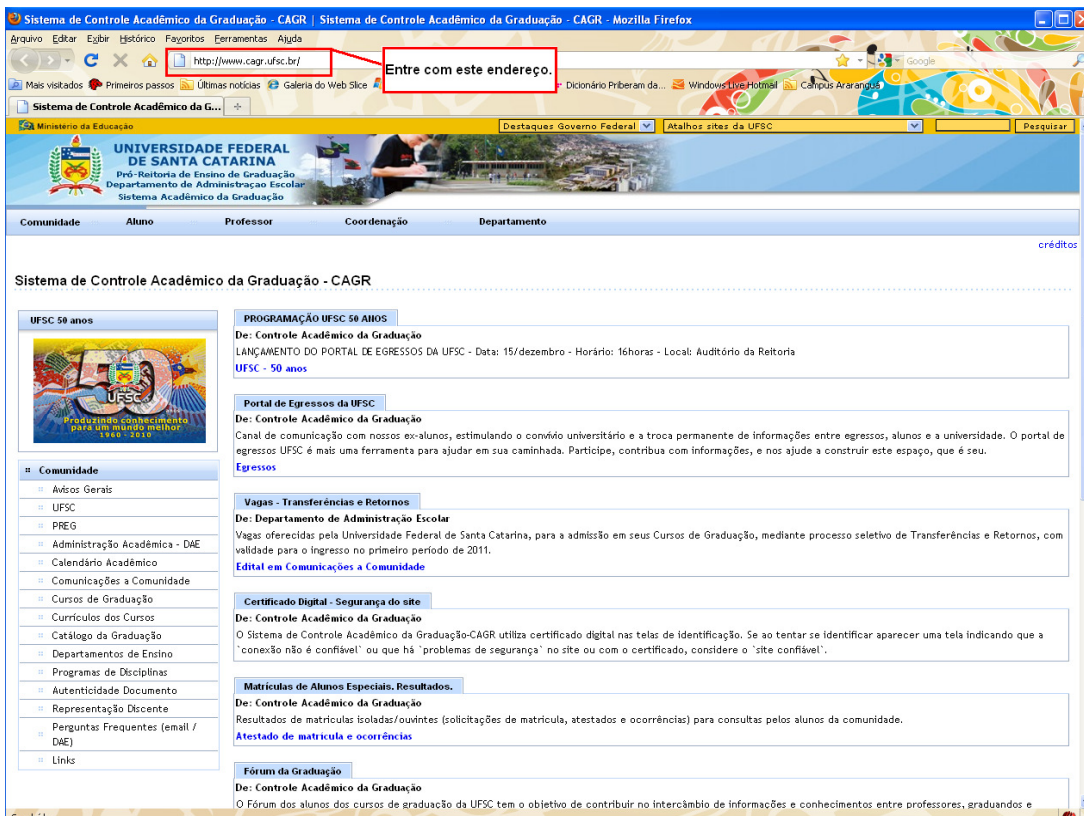 Sistema de Controle Acadêmico da Graduação - CAGR | Sistema de Controle Acadêmico da Graduação - CAGR - Mozilla Firefox
Arquivo Editar Exibir Histórico Favoritos Ferramentas Ajuda
http://www.cagr.ufsc.br/
Google
Entre com este endereço.
Mais visitados Primeiros passos Últimas notícias Galeria do Web Slice Dicionário Priberam da... Windows Live Hotmail Campus Araranguá
Sistema de Controle Acadêmico da G...
Ministério da Educação Destaques Governo Federal Atalhos sites da UFSC Pesquisar
UNIVERSIDADE FEDERAL
DE SANTA CATARINA
Pró-Reitoria de Ensino de Graduação
Departamento de Administraçao Escolar
Sistema Acadêmico da Graduação
Comunidade Aluno Professor Coordenação Departamento
créditos
Sistema de Controle Acadêmico da Graduação - CAGR
UFSC 50 anos
50
UFSC
Produzindo conhecimento
para um mundo melhor
1960 - 2010
Comunidade
Avisos Gerais
UFSC
PREG
Administração Acadêmica - DAE
Calendário Acadêmico
Comunicações a Comunidade
Cursos de Graduação
Currículos dos Cursos
Catálogo da Graduação
Departamentos de Ensino
Programas de Disciplinas
Autenticidade Documento
Representação Discente
Perguntas Frequentes (email /
DAE)
Links
PROGRAMAÇÃO UFSC 50 ANOS
De: Controle Acadêmico da Graduação
LANÇAMENTO DO PORTAL DE EGRESSOS DA UFSC - Data: 15/dezembro - Horário: 16horas - Local: Auditório da Reitoria
UFSC - 50 anos
Portal de Egressos da UFSC
De: Controle Acadêmico da Graduação
Canal de comunicação com nossos ex-alunos, estimulando o convívio universitário e a troca permanente de informações entre egressos, alunos e a universidade. O portal de
egressos UFSC é mais uma ferramenta para ajudar em sua caminhada. Participe, contribua com informações, e nos ajude a construir este espaço, que é seu.
Egressos
Vagas - Transferências e Retornos
De: Departamento de Administração Escolar
Vagas oferecidas pela Universidade Federal de Santa Catarina, para a admissão em seus Cursos de Graduação, mediante processo seletivo de Transferências e Retornos, com
validade para o ingresso no primeiro período de 2011.
Edital em Comunicações a Comunidade
Certificado Digital - Segurança do site
De: Controle Acadêmico da Graduação
O Sistema de Controle Acadêmico da Graduação-CAGR utiliza certificado digital nas telas de identificação. Se ao tentar se identificar aparecer uma tela indicando que a
`conexão não é confiável` ou que há `problemas de segurança` no site ou com o certificado, considere o `site confiável`.
Matrículas de Alunos Especiais. Resultados.
De: Controle Acadêmico da Graduação
Resultados de matriculas isoladas/ouvintes (solicitações de matricula, atestados e ocorrências) para consultas pelos alunos da comunidade.
Atestado de matricula e ocorrências
Fórum da Graduação
De: Controle Acadêmico da Graduação
O Fórum dos alunos dos cursos de graduação da UFSC tem o objetivo de contribuir no intercâmbio de informações e conhecimentos entre professores, graduandos e